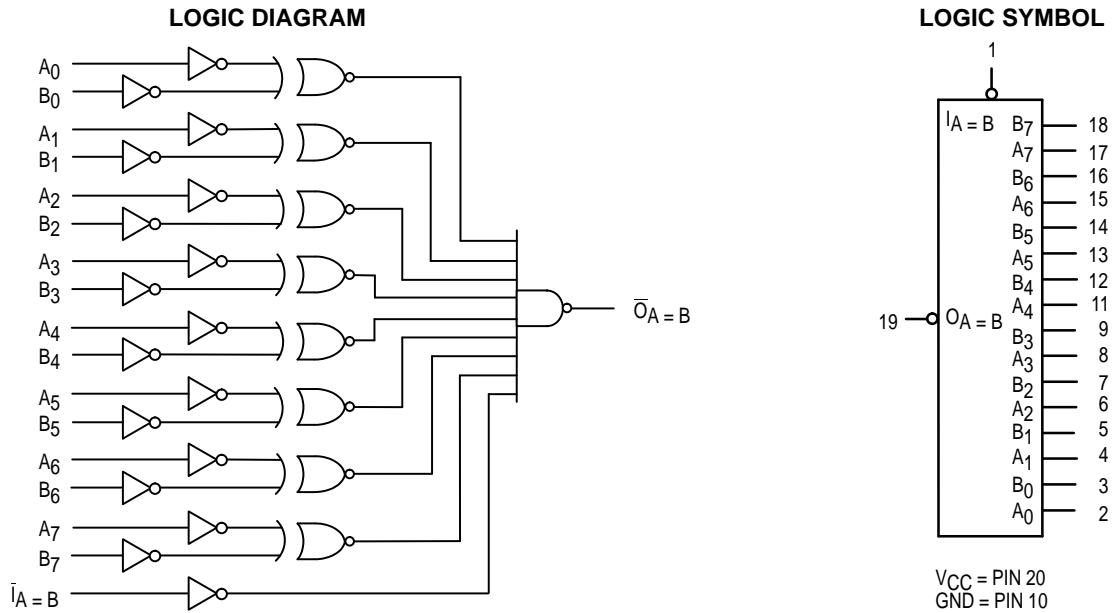 LOGIC DIAGRAM
A0
B0
A1
B1
A2
B2
A3
B3
A4
B4
A5
B5
A6
B6
A7
B7
ĪA = B
O̅A = B
LOGIC SYMBOL
1
IA = B
B7 18
A7 17
B6 16
A6 15
B5 14
A5 13
B4 12
A4 11
19 OA = B
B3 9
A3 8
B2 7
A2 6
B1 5
A1 4
B0 3
A0 2
VCC = PIN 20
GND = PIN 10